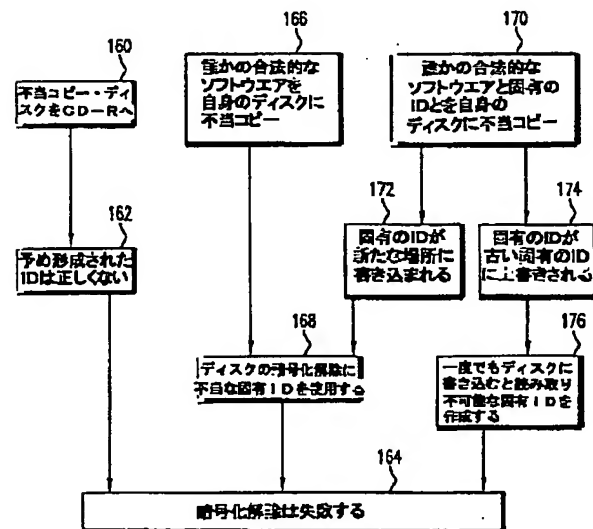 166
170
160
誰かの合法的な
ソフトウエアを
自身のディスクに
不当コピー
誰かの合法的な
ソフトウエアと固有の
IDとを自身の
ディスクに不当コピー
不当コピー・ディ
スクをCD-Rへ
172
174
162
固有のIDが
新たな場所に
書き込まれる
固有のIDが
古い固有のID
に上書きされる
予め形成された
IDは正しくない
168
176
ディスクの暗号化解除に
不当な固有IDを使用する
一度でもディスクに
書き込むと読み取り
不可能な固有IDを
作成する
164
暗号化解除は失敗する